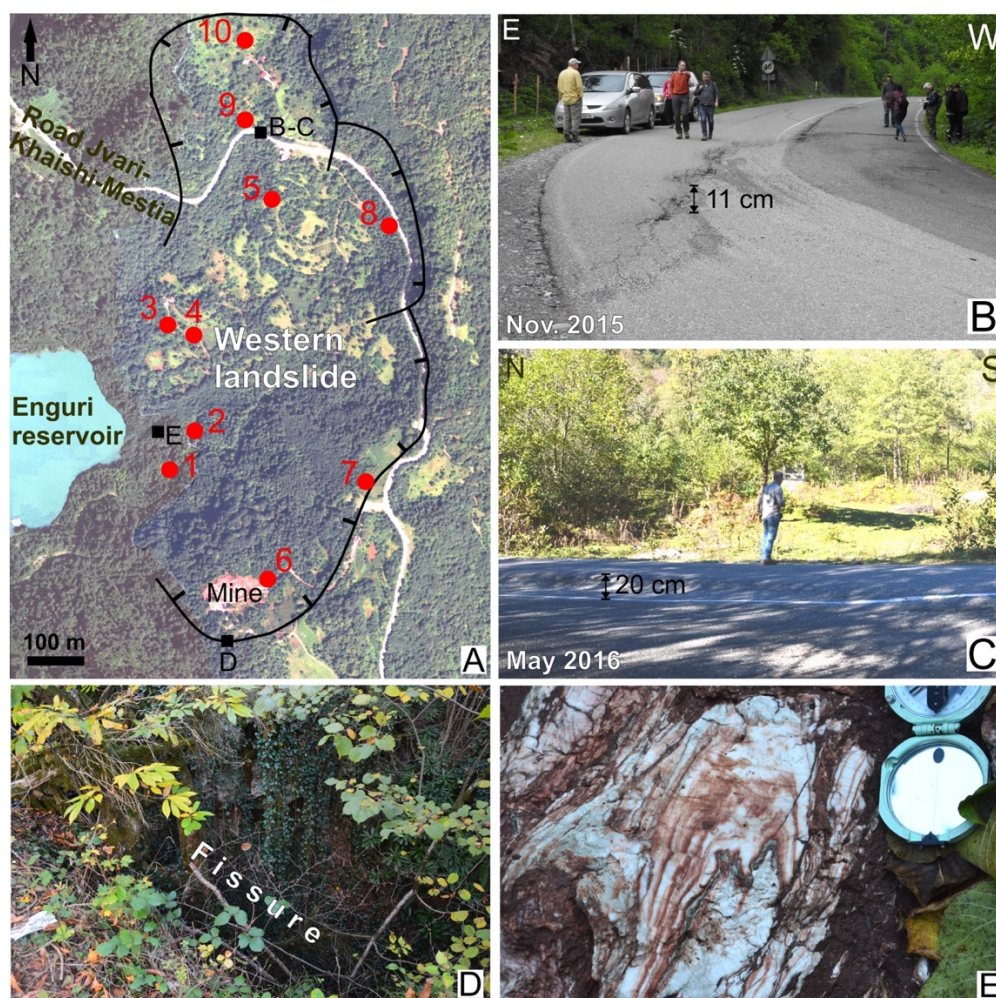 N
10
9
B-C
Road Jvari-
Khaishi-Mestia
5
8
3
4
Western
landslide
Enguri
reservoir
E
2
1
7
6
Mine
100 m
D
A
E
W
11 cm
Nov. 2015
B
N
S
20 cm
May 2016
C
Fissure
D
E